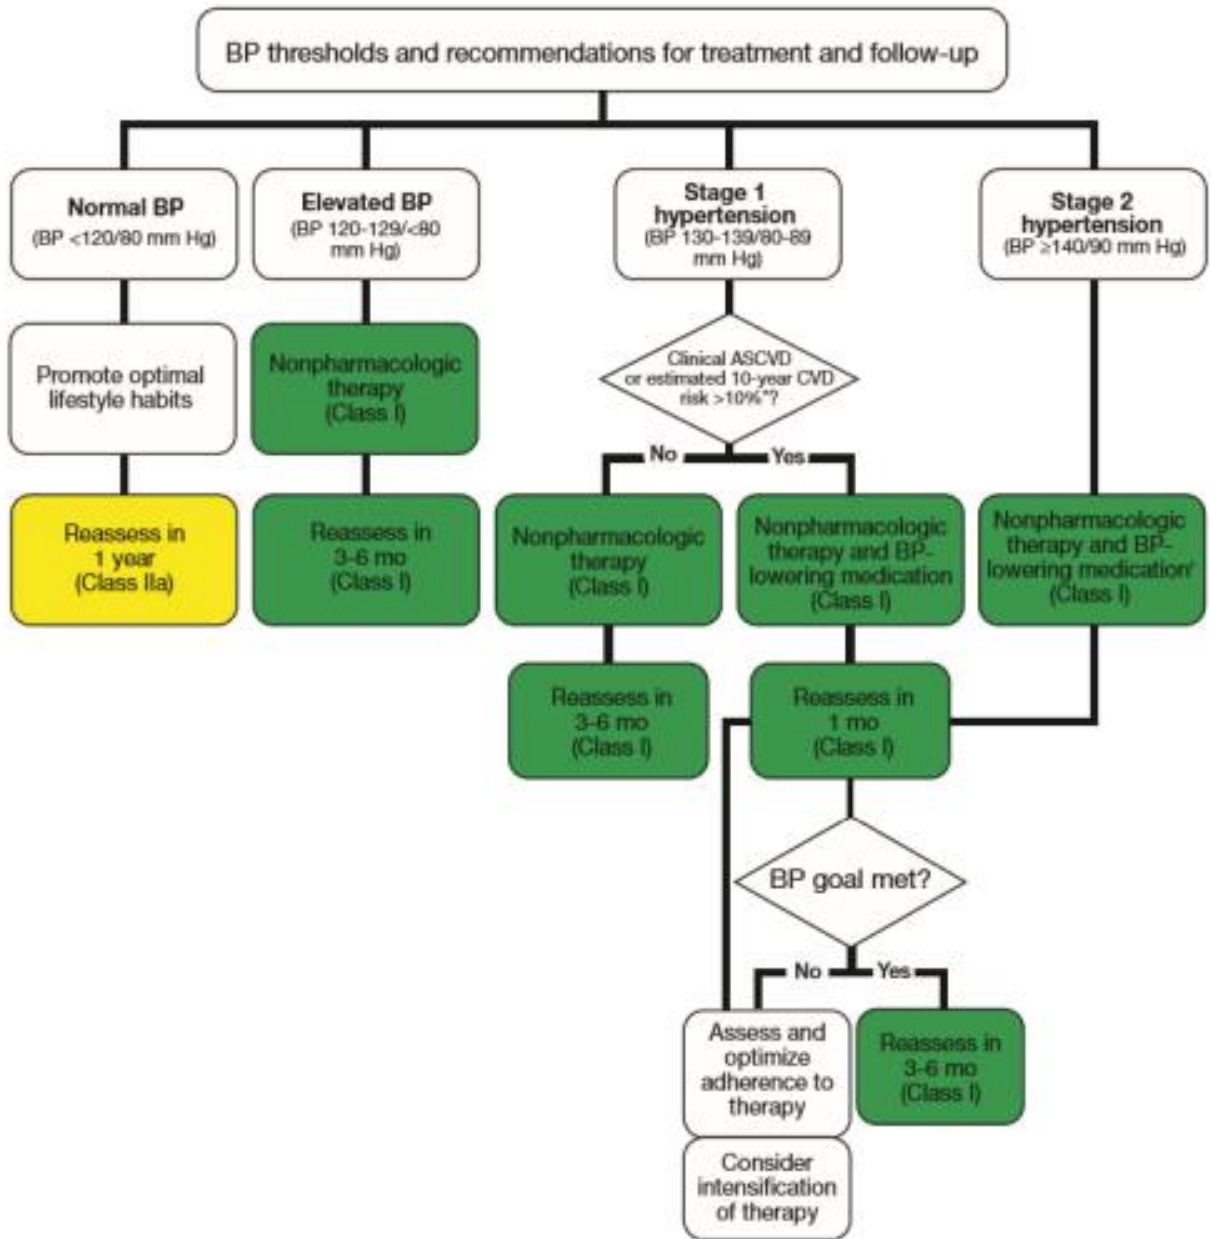 BP thresholds and recommendations for treatment and follow-up
Normal BP
(BP <120/80 mm Hg)
Elevated BP
(BP 120-129/<80
mm Hg)
Stage 1
hypertension
(BP 130-139/80-89
mm Hg)
Stage 2
hypertension
(BP ≥140/90 mm Hg)
Promote optimal
lifestyle habits
Nonpharmacologic
therapy
(Class I)
Clinical ASCVD
or estimated 10-year CVD
risk >10%*?
No
Yes
Reassess in
1 year
(Class IIa)
Reassess in
3-6 mo
(Class I)
Nonpharmacologic
therapy
(Class I)
Nonpharmacologic
therapy and BP-
lowering medication
(Class I)
Nonpharmacologic
therapy and BP-
lowering medication†
(Class I)
Reassess in
3-6 mo
(Class I)
Reassess in
1 mo
(Class I)
BP goal met?
No
Yes
Assess and
optimize
adherence to
therapy
Reassess in
3-6 mo
(Class I)
Consider
intensification
of therapy